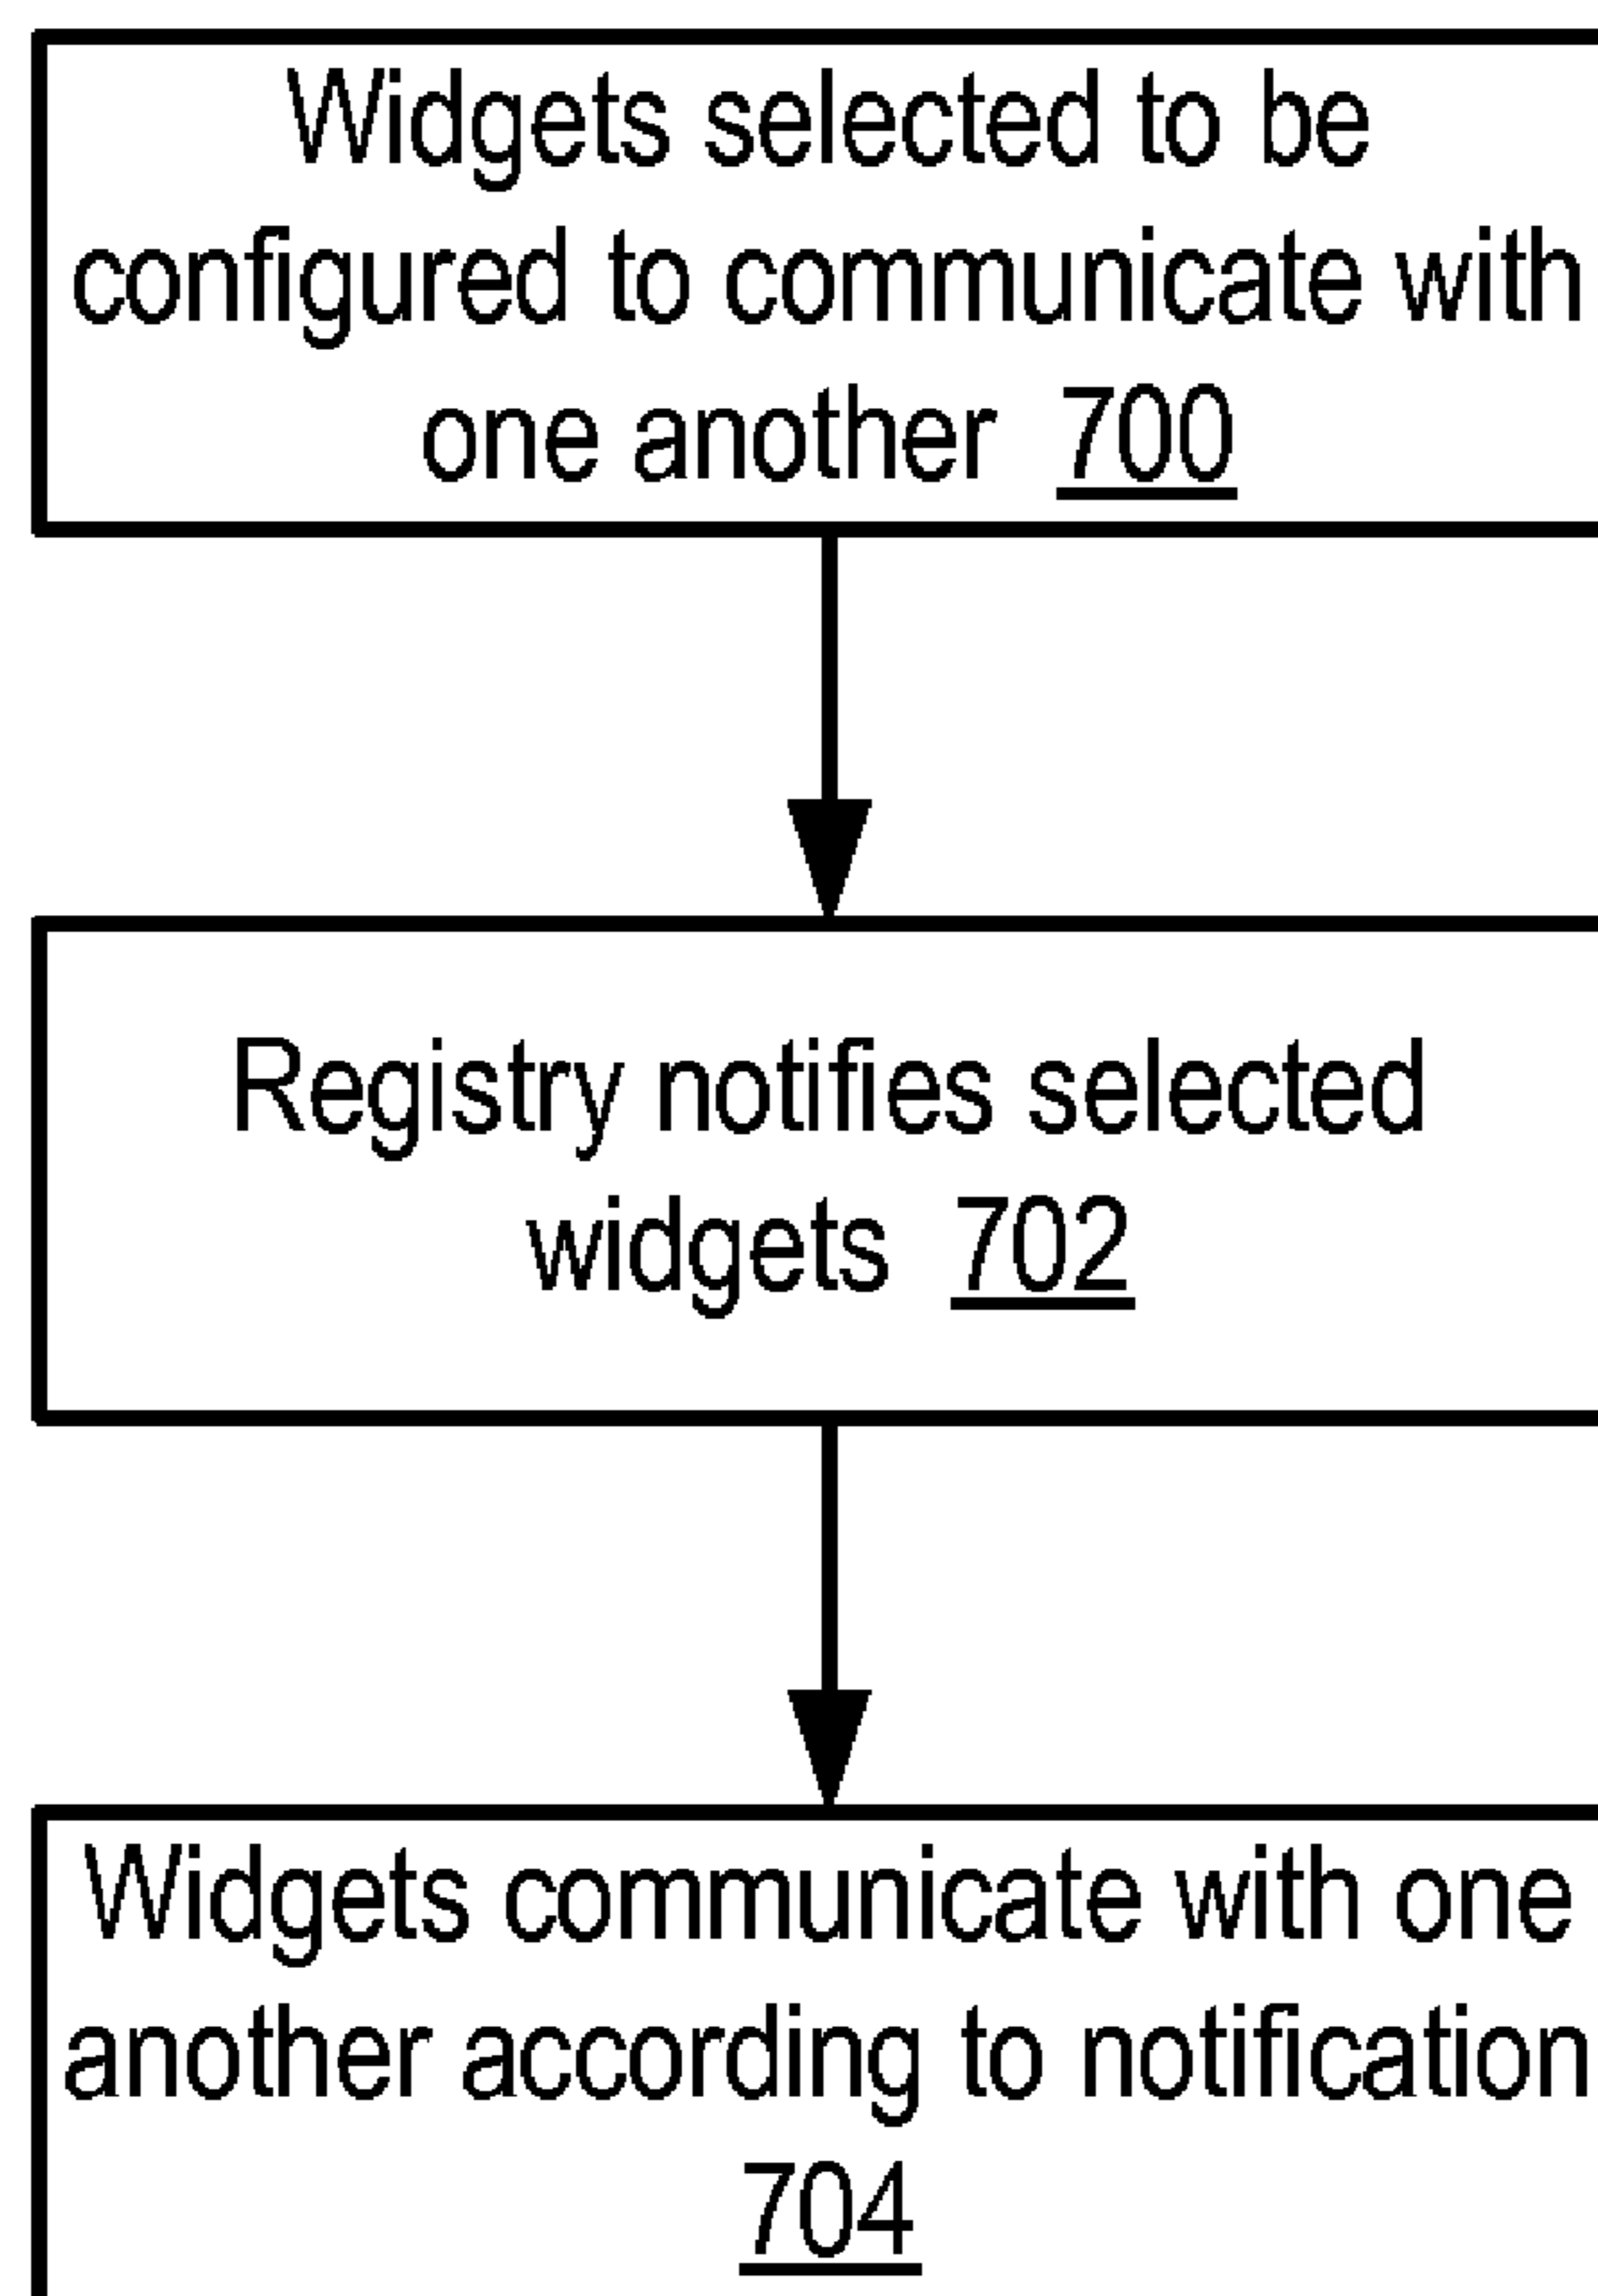 Widgets selected to be
configured to communicate with
one another 700
Registry notifies selected
widgets 702
Widgets communicate with one
another according to notification
704